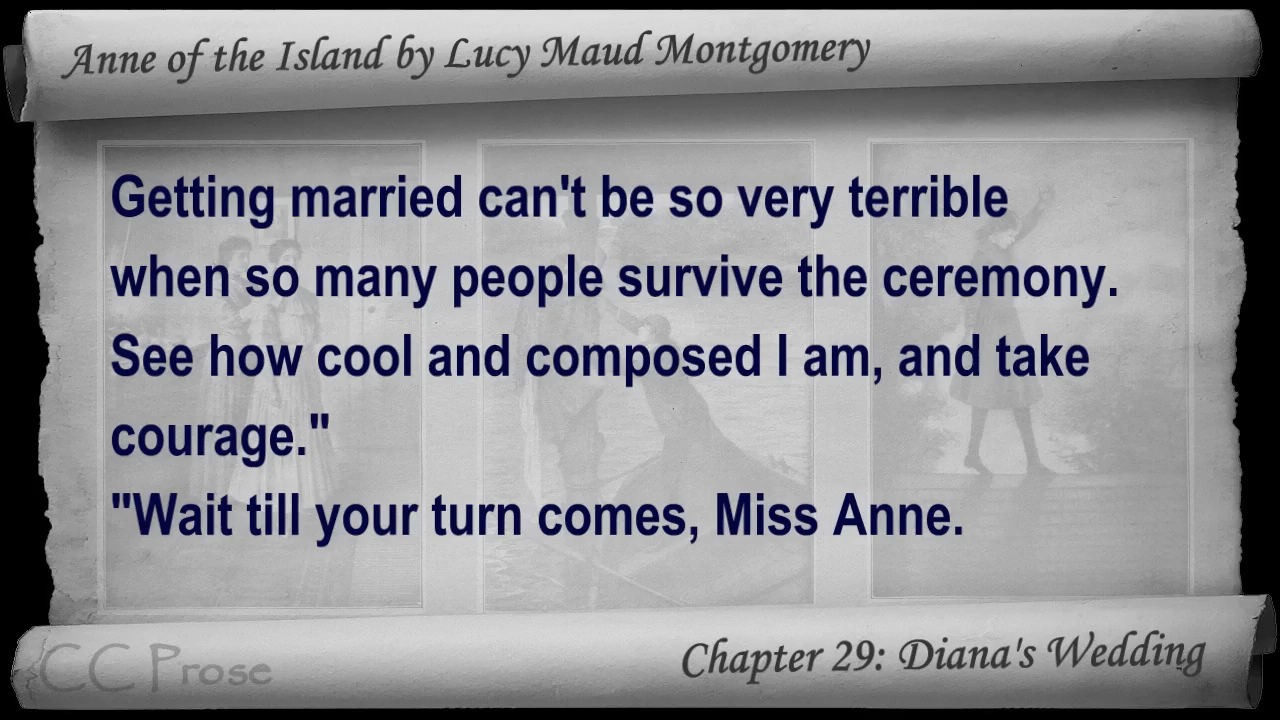 Anne of the Island by Lucy Maud Montgomery
Getting married can't be so very terrible
when so many people survive the ceremony.
See how cool and composed I am, and take
courage."
"Wait till your turn comes, Miss Anne.
CC Prose
Chapter 29: Diana's Wedding